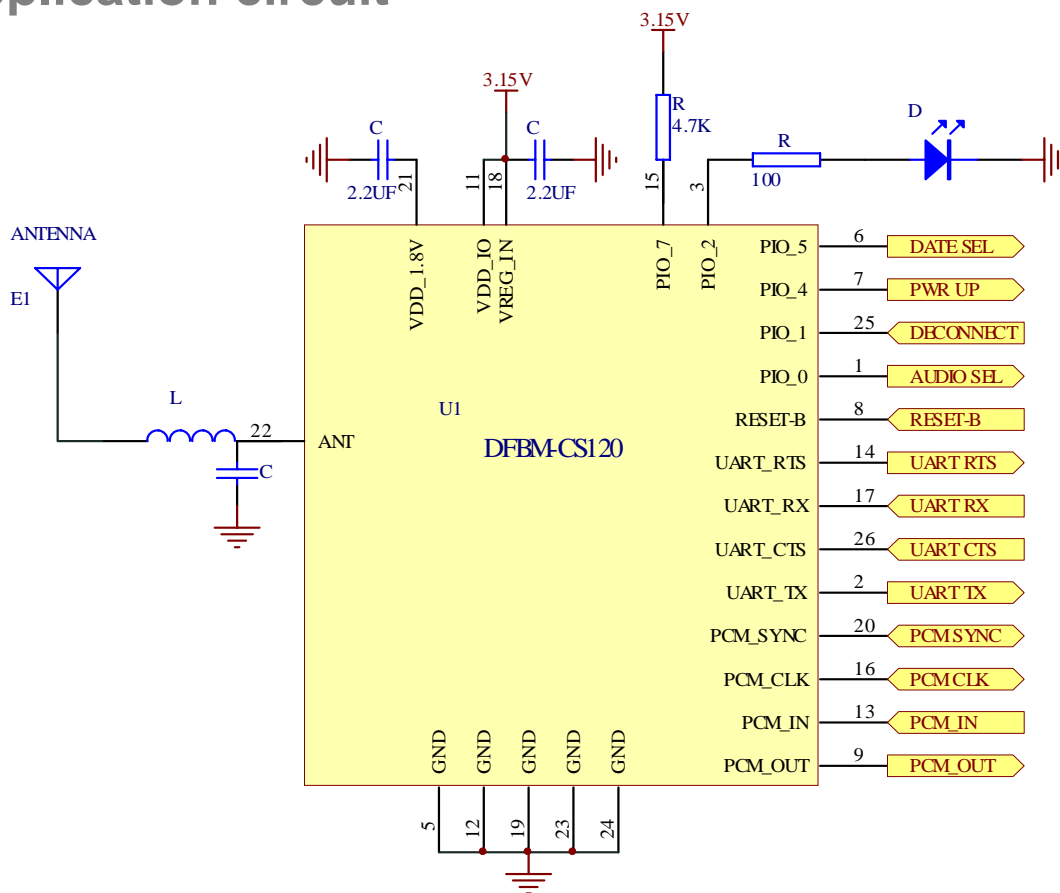 plication circuit
3.15V
3.15V
C
2.2UF
21
11
18
C
2.2UF
R
4.7K
15
3
R
100
D
ANTENNA
E1
L
22
C
ANT
VDD_1.8V
VDD_IO
VREG_IN
PIO_7
PIO_2
U1
DFBM-CS120
PIO_5 6 DATE SEL
PIO_4 7 PWR UP
PIO_1 25 DECONNECT
PIO_0 1 AUDIO SEL
RESET-B 8 RESET-B
UART_RTS 14 UART RTS
UART_RX 17 UART RX
UART_CTS 26 UART CTS
UART_TX 2 UART TX
PCM_SYNC 20 PCM SYNC
PCM_CLK 16 PCM CLK
PCM_IN 13 PCM_IN
PCM_OUT 9 PCM_OUT
GND GND GND GND GND
5 12 19 23 24